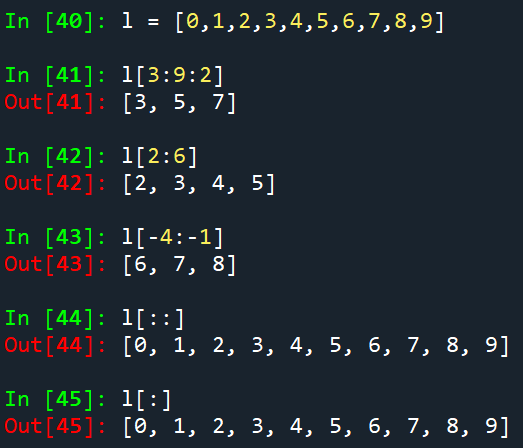 In [40]: l = [0,1,2,3,4,5,6,7,8,9]
In [41]: l[3:9:2]
Out[41]: [3, 5, 7]
In [42]: l[2:6]
Out[42]: [2, 3, 4, 5]
In [43]: l[-4:-1]
Out[43]: [6, 7, 8]
In [44]: l[::]
Out[44]: [0, 1, 2, 3, 4, 5, 6, 7, 8, 9]
In [45]: l[:]
Out[45]: [0, 1, 2, 3, 4, 5, 6, 7, 8, 9]